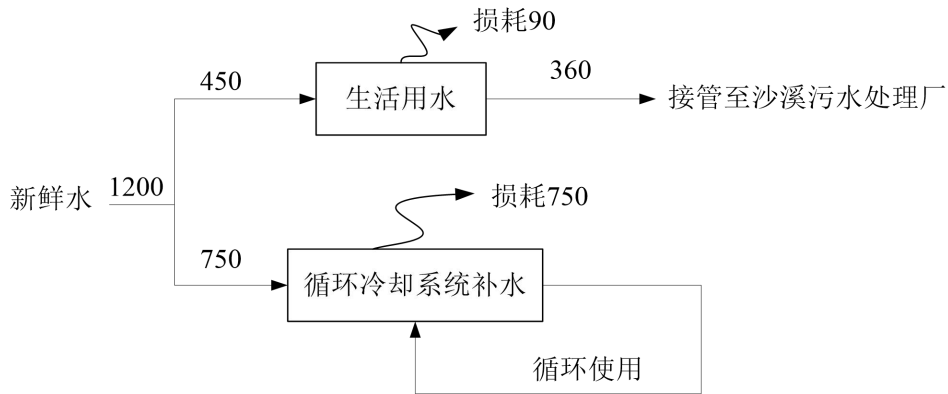 损耗90
450
360
生活用水
接管至沙溪污水处理厂
新鲜水
1200
损耗750
750
循环冷却系统补水
循环使用